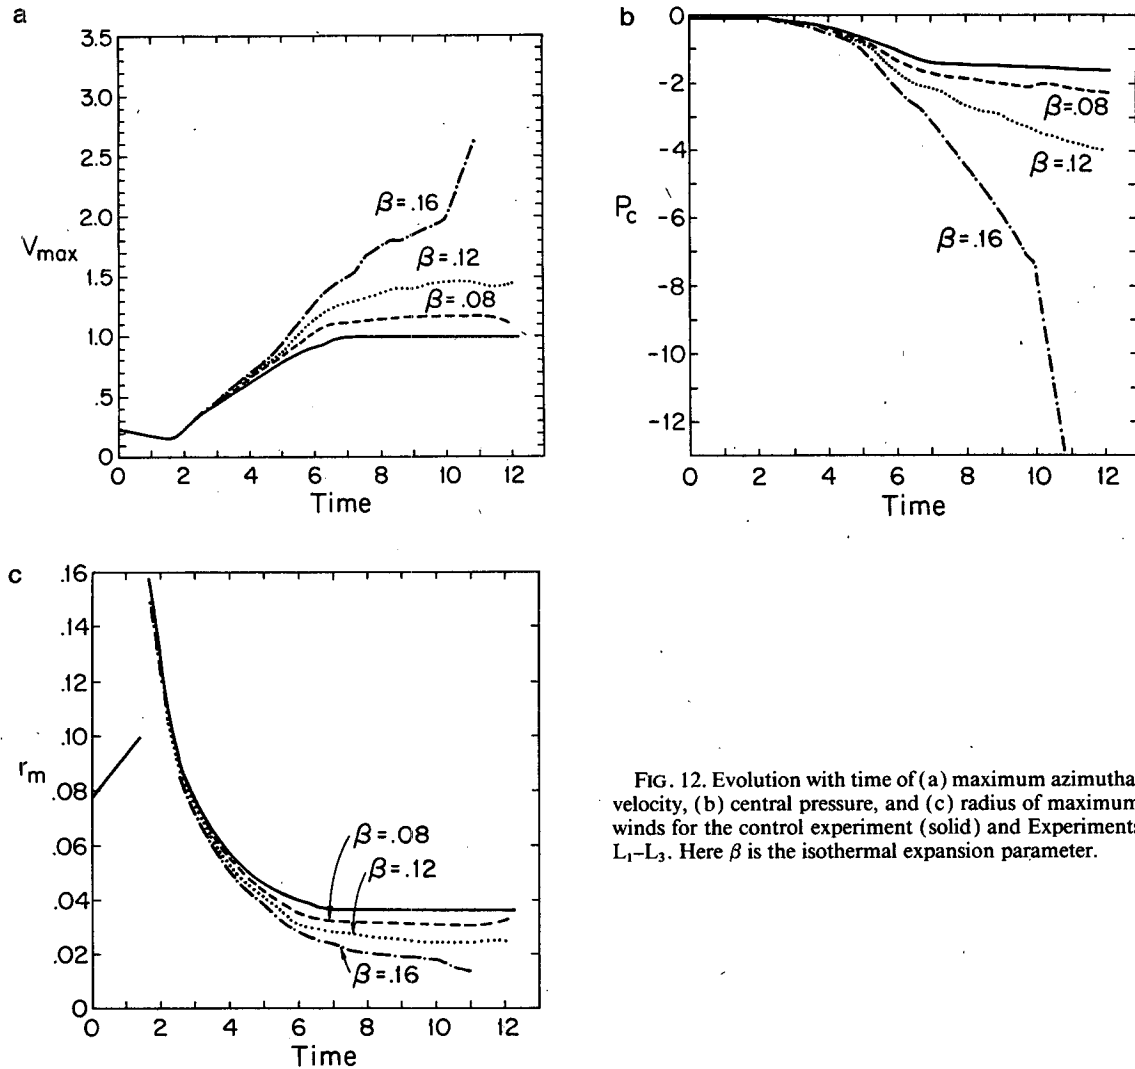 a
3.5
3.0
2.5
2.0
1.5
1.0
.5
0
V max
β=.16
β=.12
β=.08
0 2 4 6 8 10 12
Time
b
0
-2
-4
-6
-8
-10
-12
Pc
β=.08
β=.12
β=.16
0 2 4 6 8 10 12
Time
c
.16
.14
.12
.10
.08
.06
.04
.02
0
rm
β=.08
β=.12
β=.16
0 2 4 6 8 10 12
Time
FIG. 12. Evolution with time of (a) maximum azimutha
velocity, (b) central pressure, and (c) radius of maximum
winds for the control experiment (solid) and Experiments
L₁–L₃. Here β is the isothermal expansion parameter.